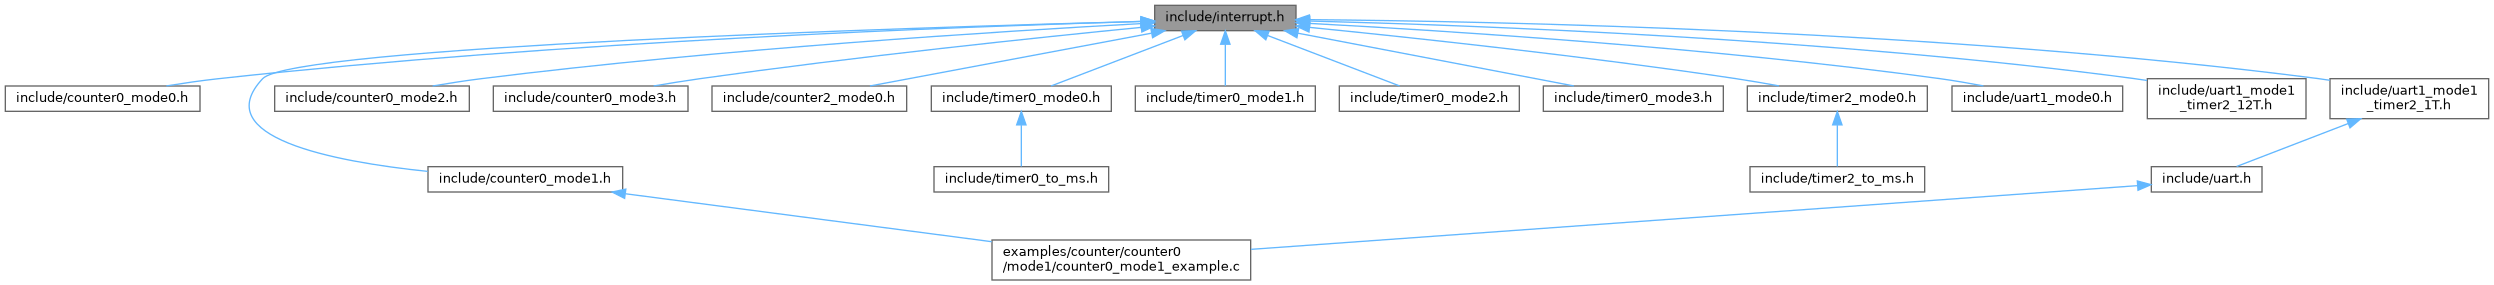 include/interrupt.h
include/counter0_mode0.h
include/counter0_mode2.h
include/counter0_mode3.h
include/counter2_mode0.h
include/timer0_mode0.h
include/timer0_mode1.h
include/timer0_mode2.h
include/timer0_mode3.h
include/timer2_mode0.h
include/uart1_mode0.h
include/uart1_mode1
_timer2_12T.h
include/uart1_mode1
_timer2_1T.h
include/counter0_mode1.h
include/timer0_to_ms.h
include/timer2_to_ms.h
include/uart.h
examples/counter/counter0
/mode1/counter0_mode1_example.c